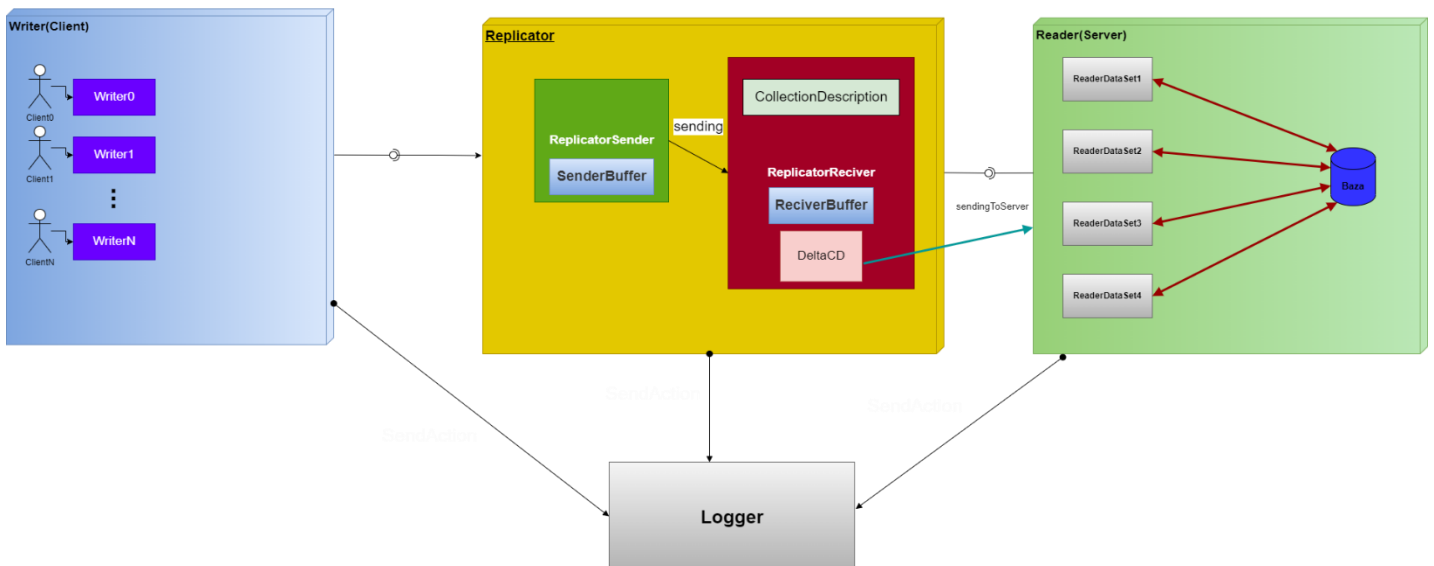 Writer(Client)
Client0
Writer0
Client1
Writer1
ClientN
WriterN
Replicator
ReplicatorSender
SenderBuffer
sending
CollectionDescription
ReplicatorReciver
ReciverBuffer
DeltaCD
sendingToServer
Reader(Server)
ReaderDataSet1
ReaderDataSet2
ReaderDataSet3
ReaderDataSet4
Baza
SendAction
SendAction
SendAction
Logger